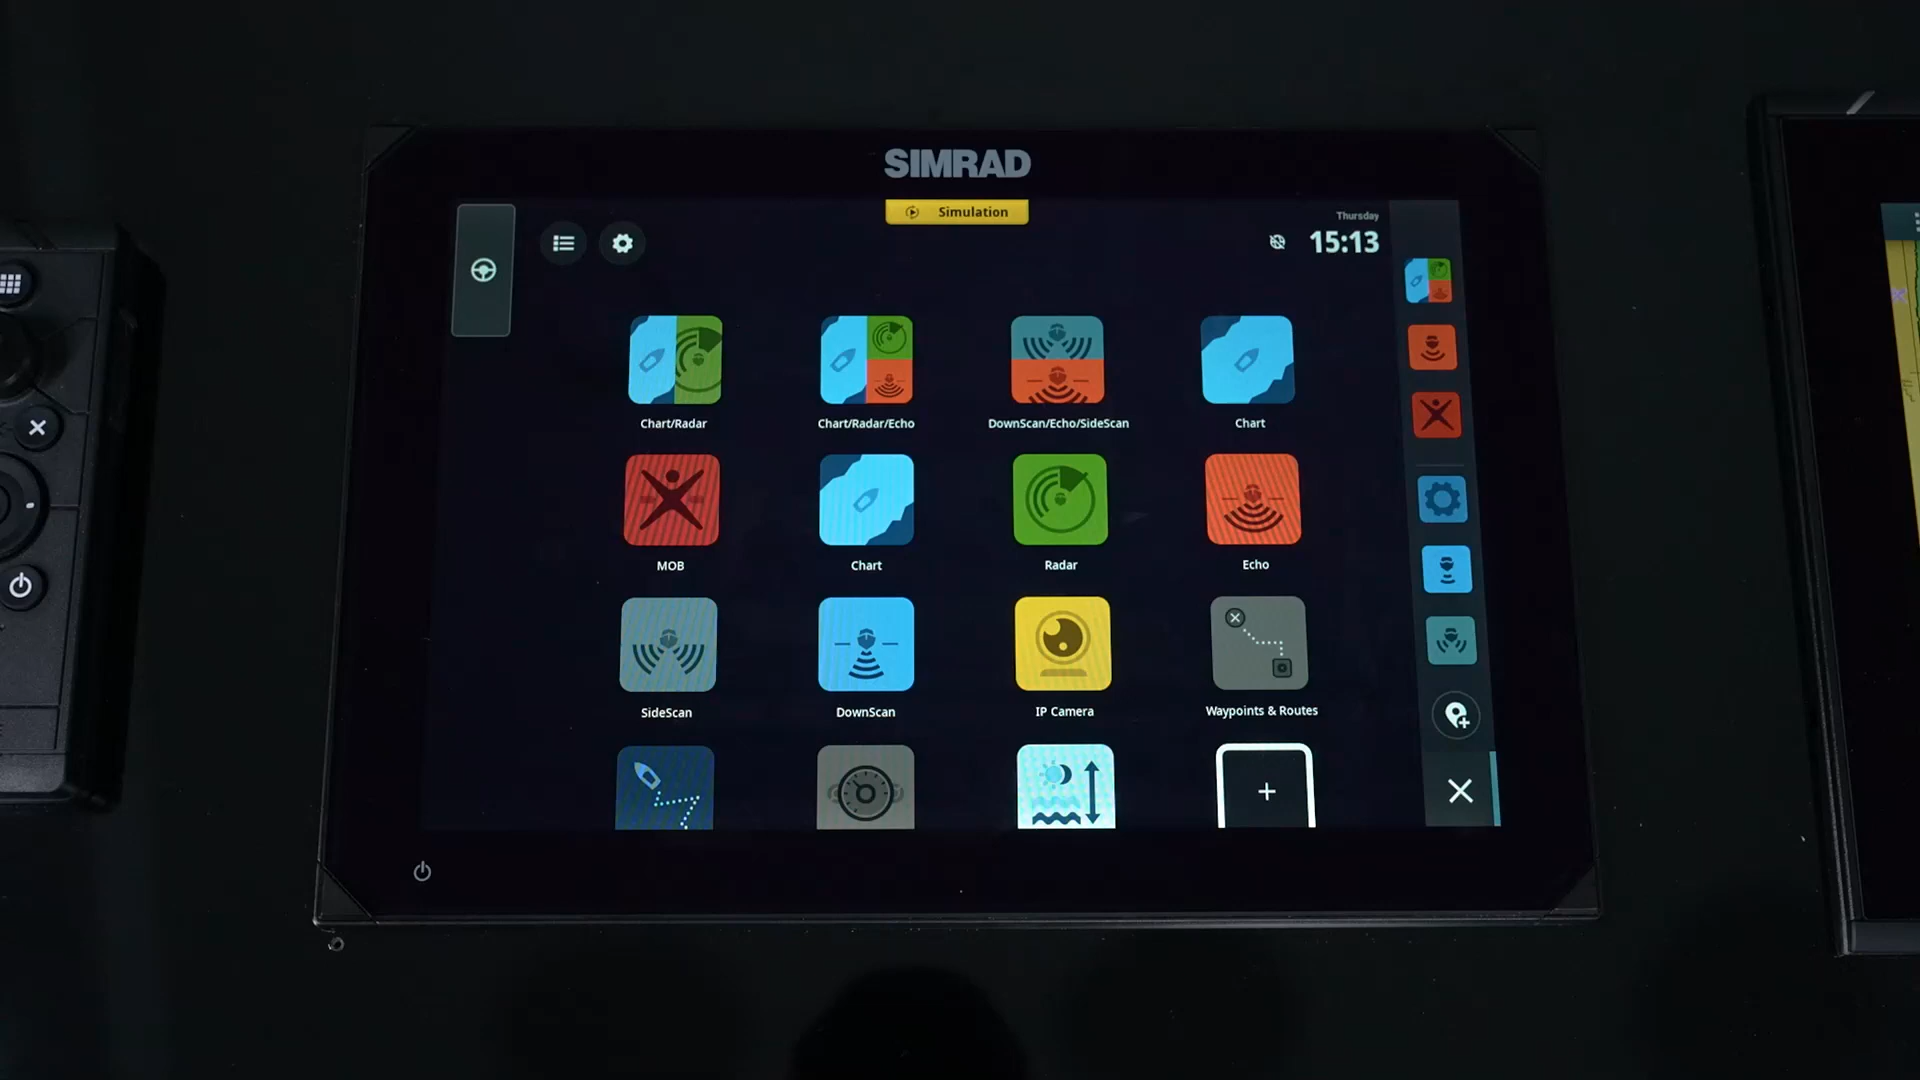 SIMRAD
Simulation
Thursday
15:13
Chart/Radar
Chart/Radar/Echo
DownScan/Echo/SideScan
Chart
MOB
Chart
Radar
Echo
SideScan
DownScan
IP Camera
Waypoints & Routes